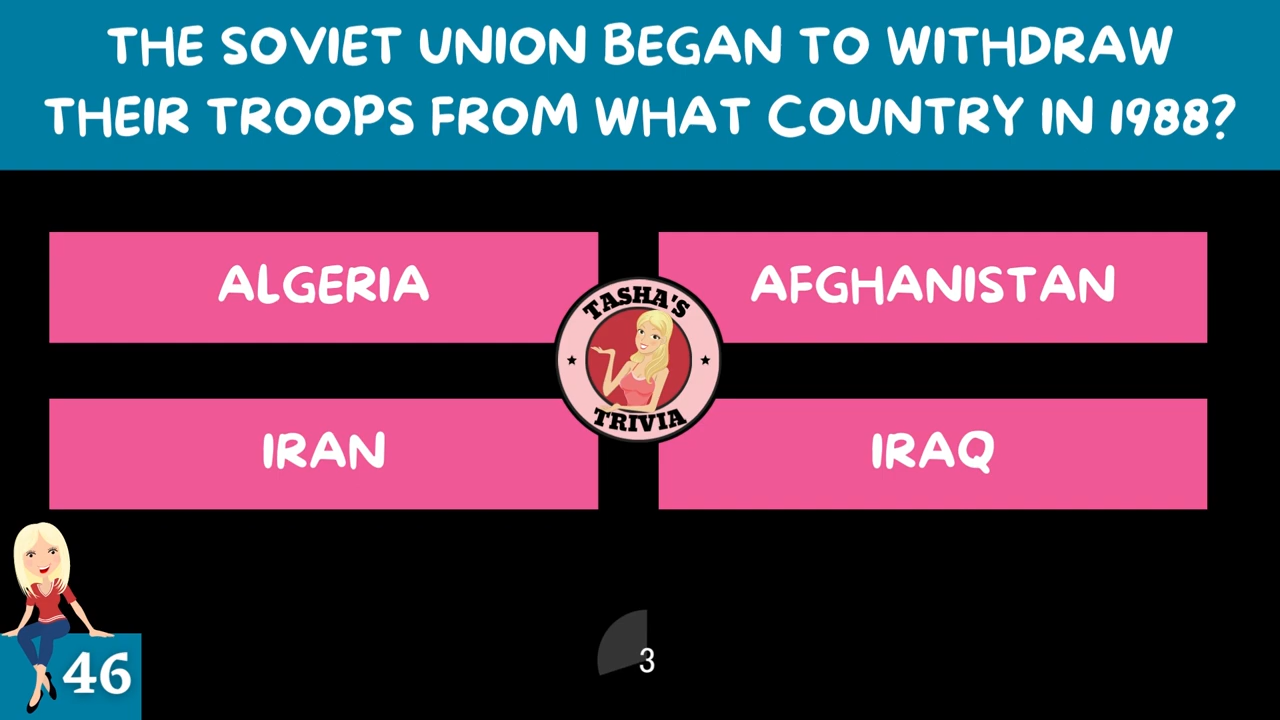 THE SOVIET UNION BEGAN TO WITHDRAW
THEIR TROOPS FROM WHAT COUNTRY IN 1988?
ALGERIA
AFGHANISTAN
TASHA'S
TRIVIA
IRAN
IRAQ
46
3